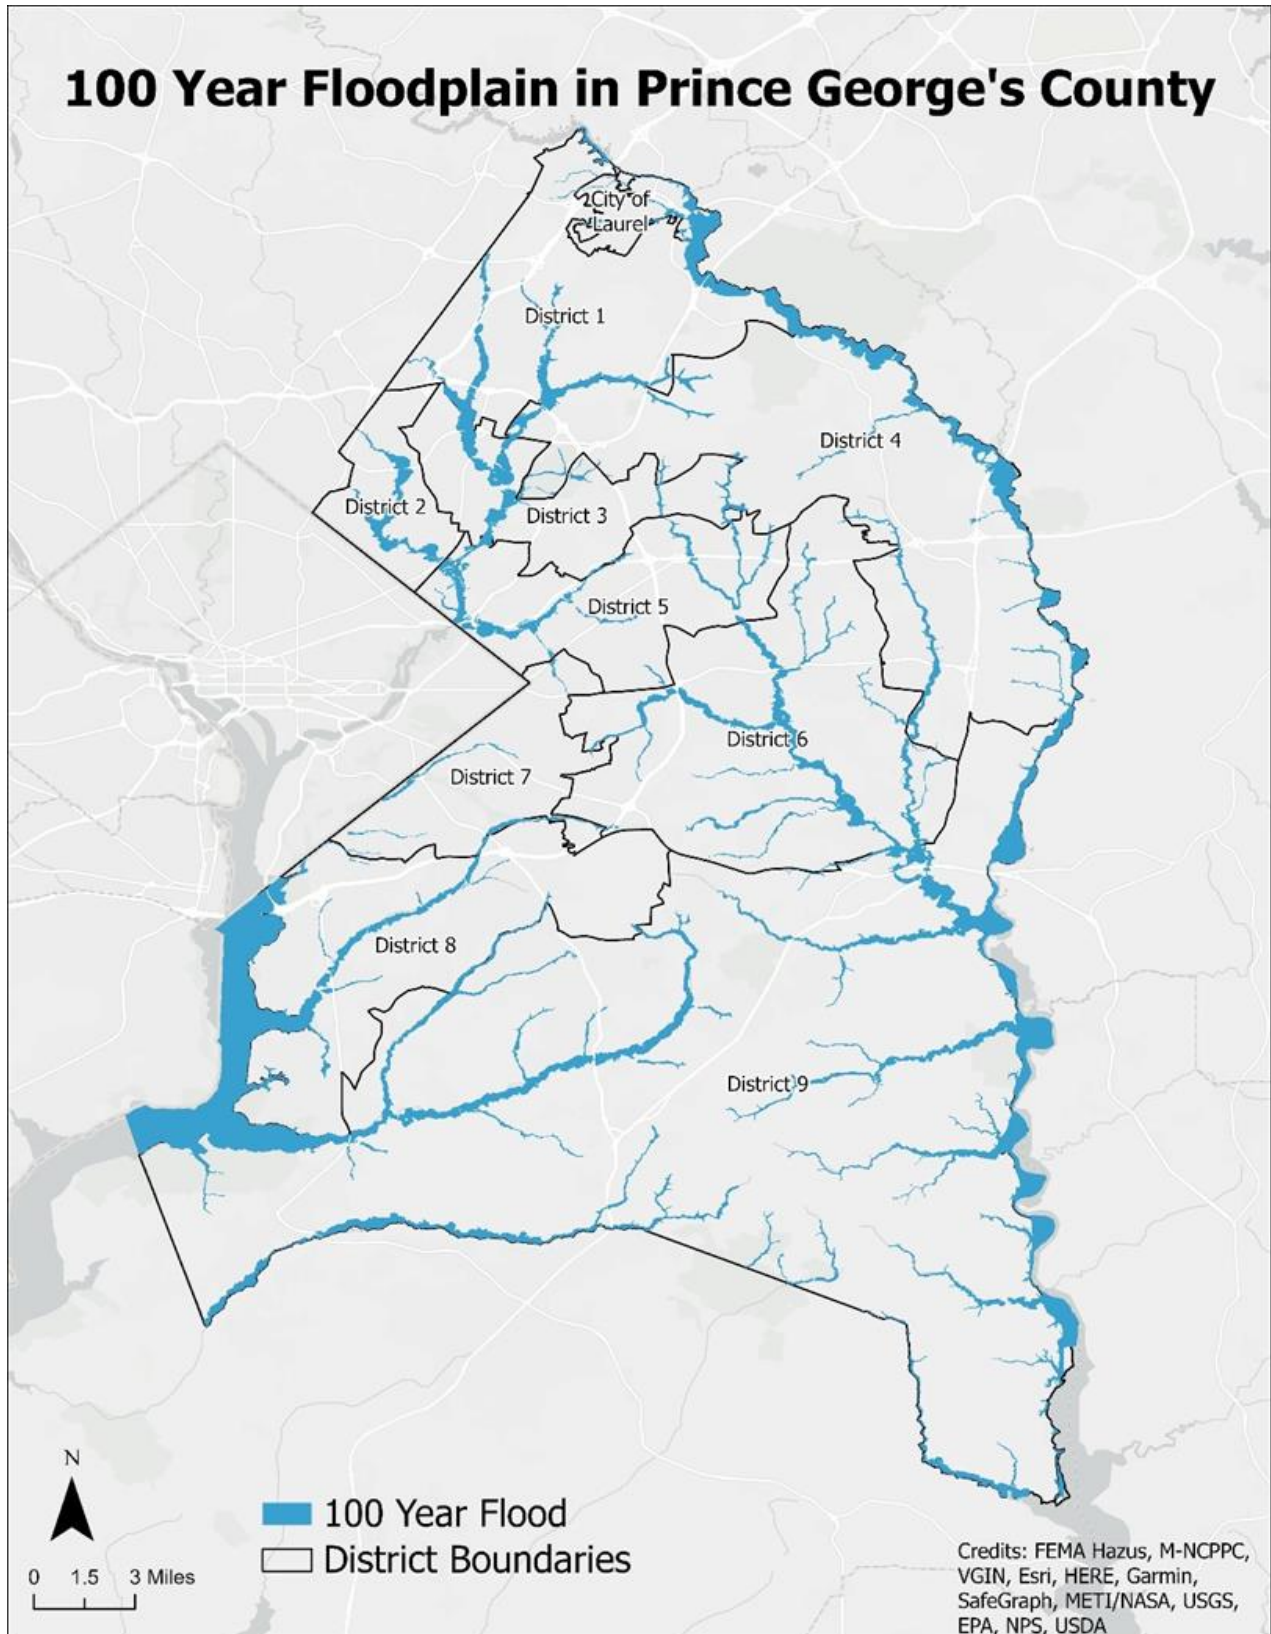 100 Year Floodplain in Prince George's County
City of
Laurel
District 1
District 4
District 2
District 3
District 5
District 6
District 7
District 8
District 9
N
100 Year Flood
District Boundaries
0 1.5 3 Miles
Credits: FEMA Hazus, M-NCPPC,
VGIN, Esri, HERE, Garmin,
SafeGraph, METI/NASA, USGS,
EPA, NPS, USDA